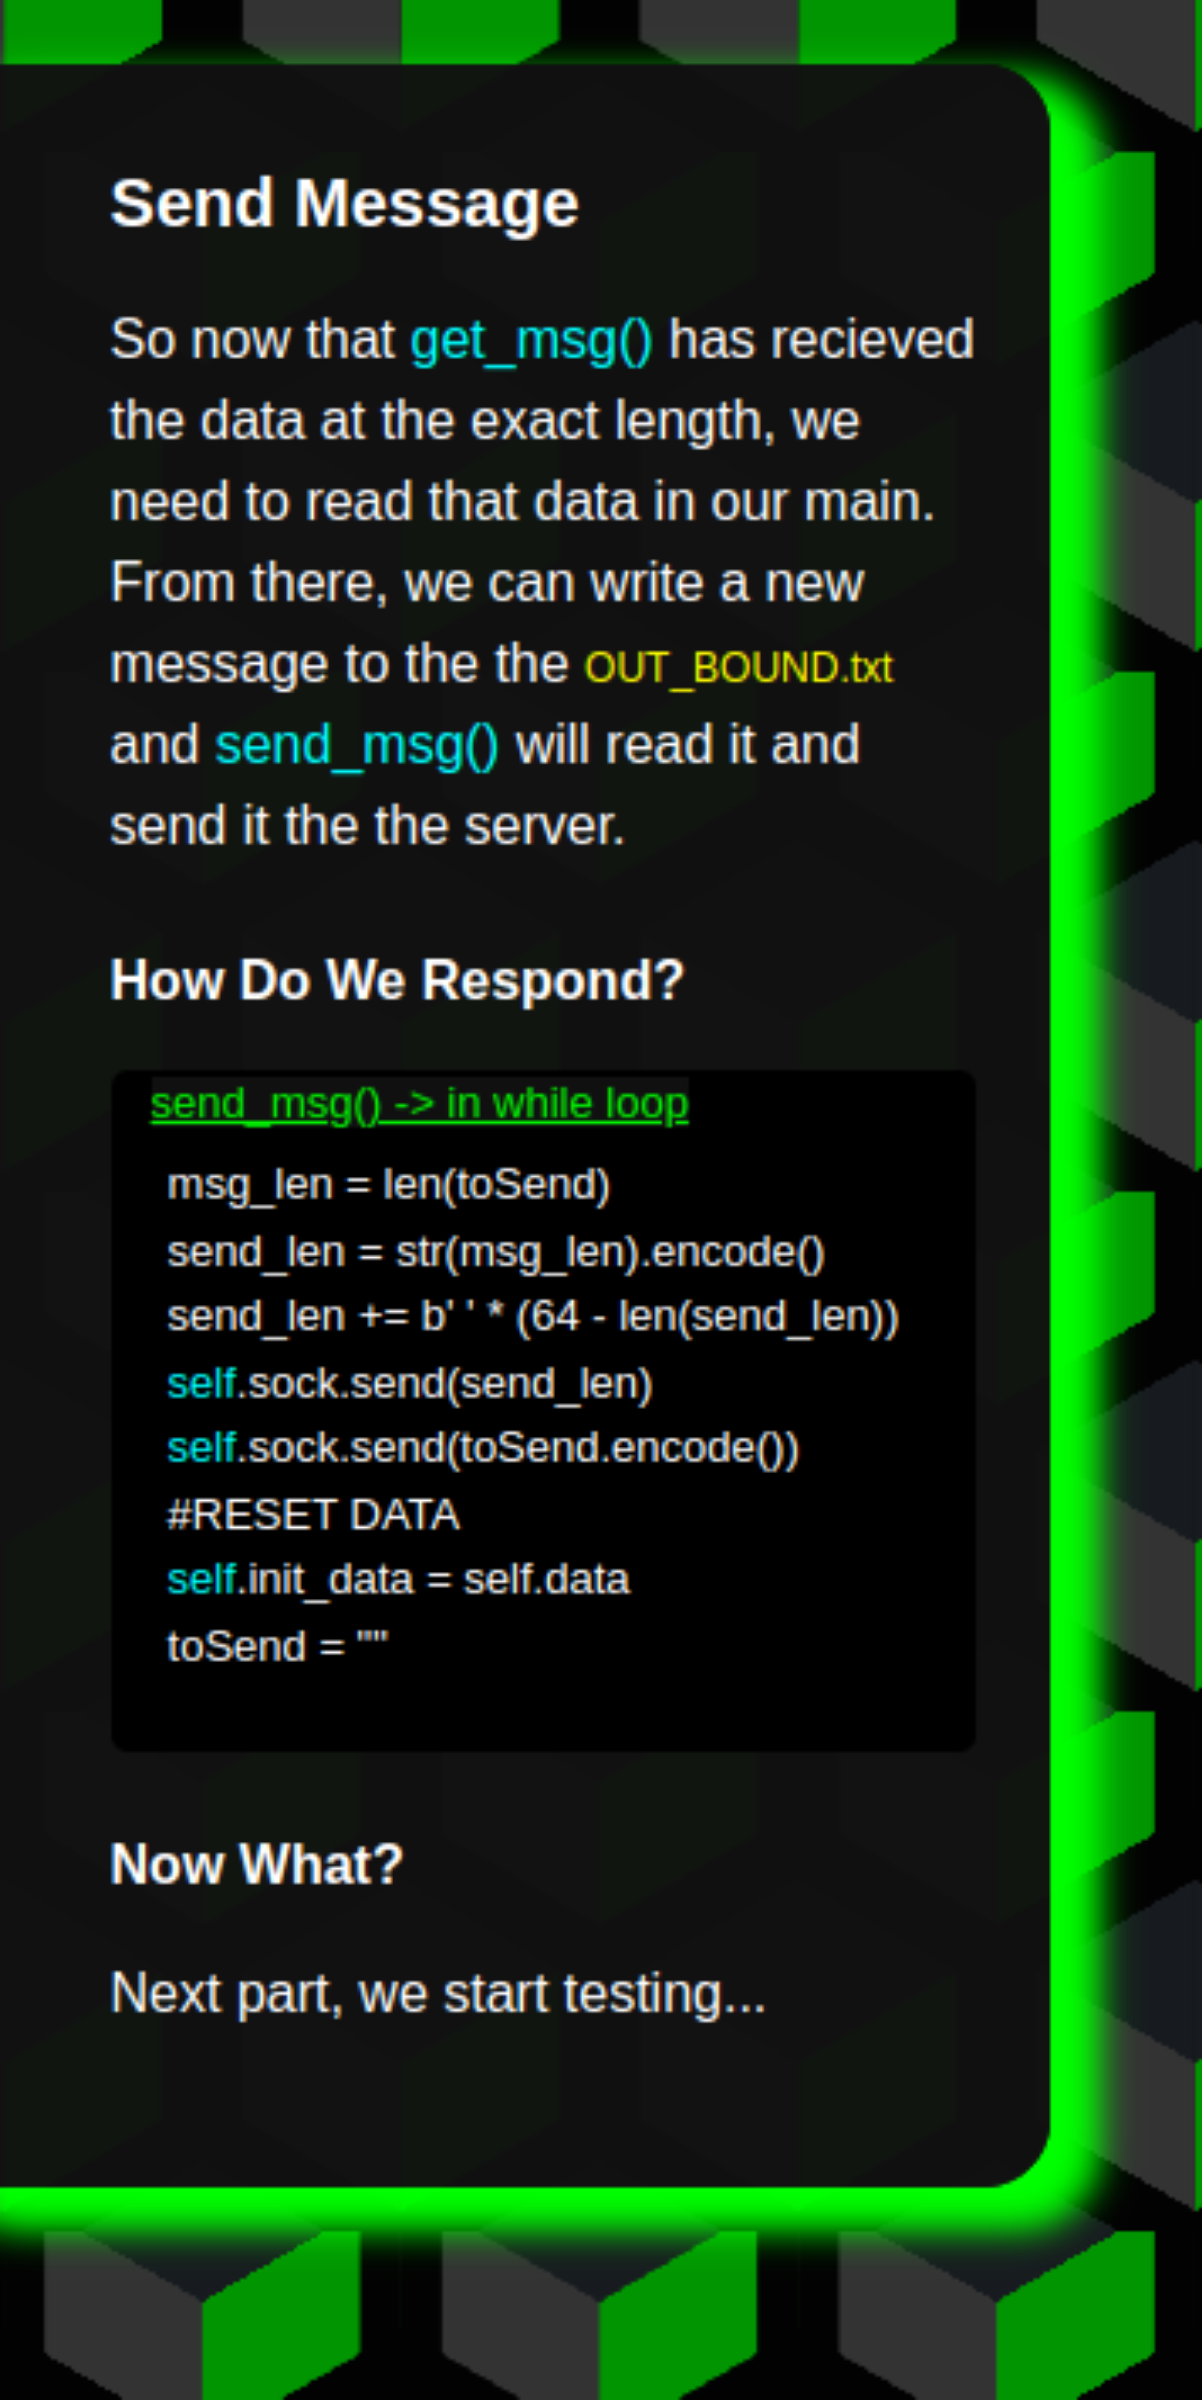 Send Message
So now that get_msg() has recieved
the data at the exact length, we
need to read that data in our main.
From there, we can write a new
message to the the OUT_BOUND.txt
and send_msg() will read it and
send it the the server.
How Do We Respond?
send_msg() -> in while loop
msg_len = len(toSend)
send_len = str(msg_len).encode()
send_len += b' ' * (64 - len(send_len))
self.sock.send(send_len)
self.sock.send(toSend.encode())
#RESET DATA
self.init_data = self.data
toSend = ""
Now What?
Next part, we start testing...